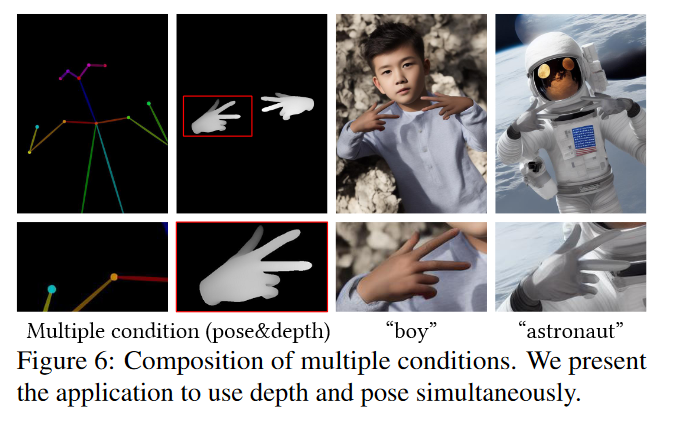 Multiple condition (pose&depth)
“boy”
“astronaut”
Figure 6: Composition of multiple conditions. We present
the application to use depth and pose simultaneously.